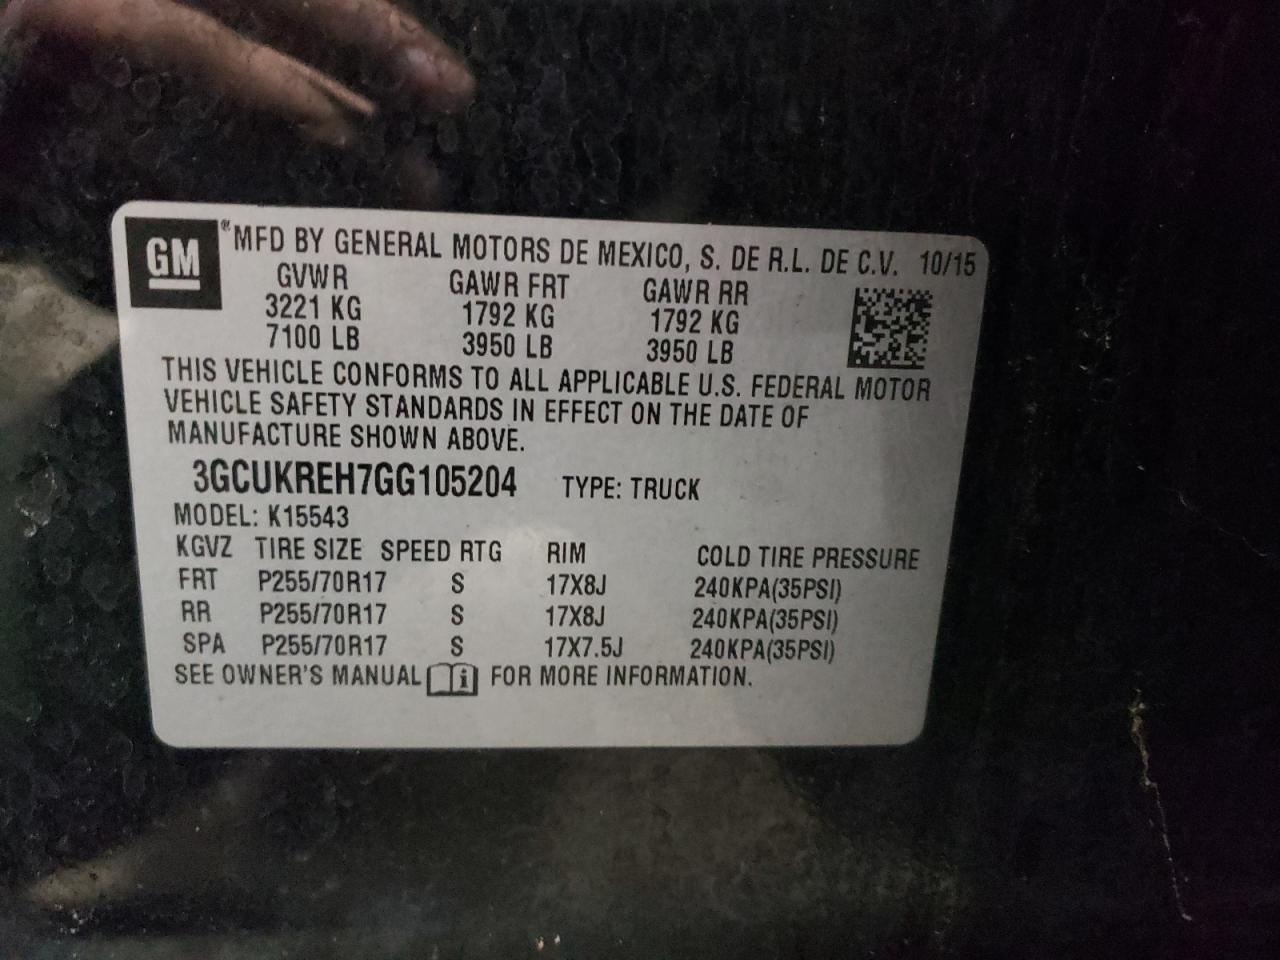 GM ® MFD BY GENERAL MOTORS DE MEXICO, S. DE R.L. DE C.V. 10/15
GVWR GAWR FRT GAWR RR
3221 KG 1792 KG 1792 KG
7100 LB 3950 LB 3950 LB
THIS VEHICLE CONFORMS TO ALL APPLICABLE U.S. FEDERAL MOTOR
VEHICLE SAFETY STANDARDS IN EFFECT ON THE DATE OF
MANUFACTURE SHOWN ABOVE.
3GCUKREH7GG105204 TYPE: TRUCK
MODEL: K15543
KGVZ TIRE SIZE SPEED RTG RIM COLD TIRE PRESSURE
FRT P255/70R17 S 17X8J 240KPA(35PSI)
RR P255/70R17 S 17X8J 240KPA(35PSI)
SPA P255/70R17 S 17X7.5J 240KPA(35PSI)
SEE OWNER'S MANUAL i FOR MORE INFORMATION.